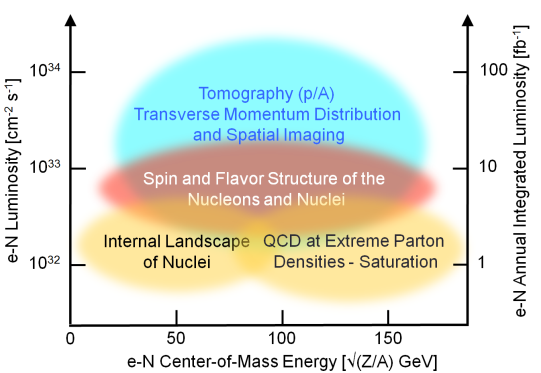 10³⁴
100
Tomography (p/A)
Transverse Momentum Distribution
and Spatial Imaging
10³³
10
Spin and Flavor Structure of the
Nucleons and Nuclei
Internal Landscape
of Nuclei
QCD at Extreme Parton
Densities - Saturation
10³²
1
0
50
100
150
e-N Center-of-Mass Energy [√(Z/A) GeV]
e-N Luminosity [cm⁻² s⁻¹]
e-N Annual Integrated Luminosity [fb⁻¹]